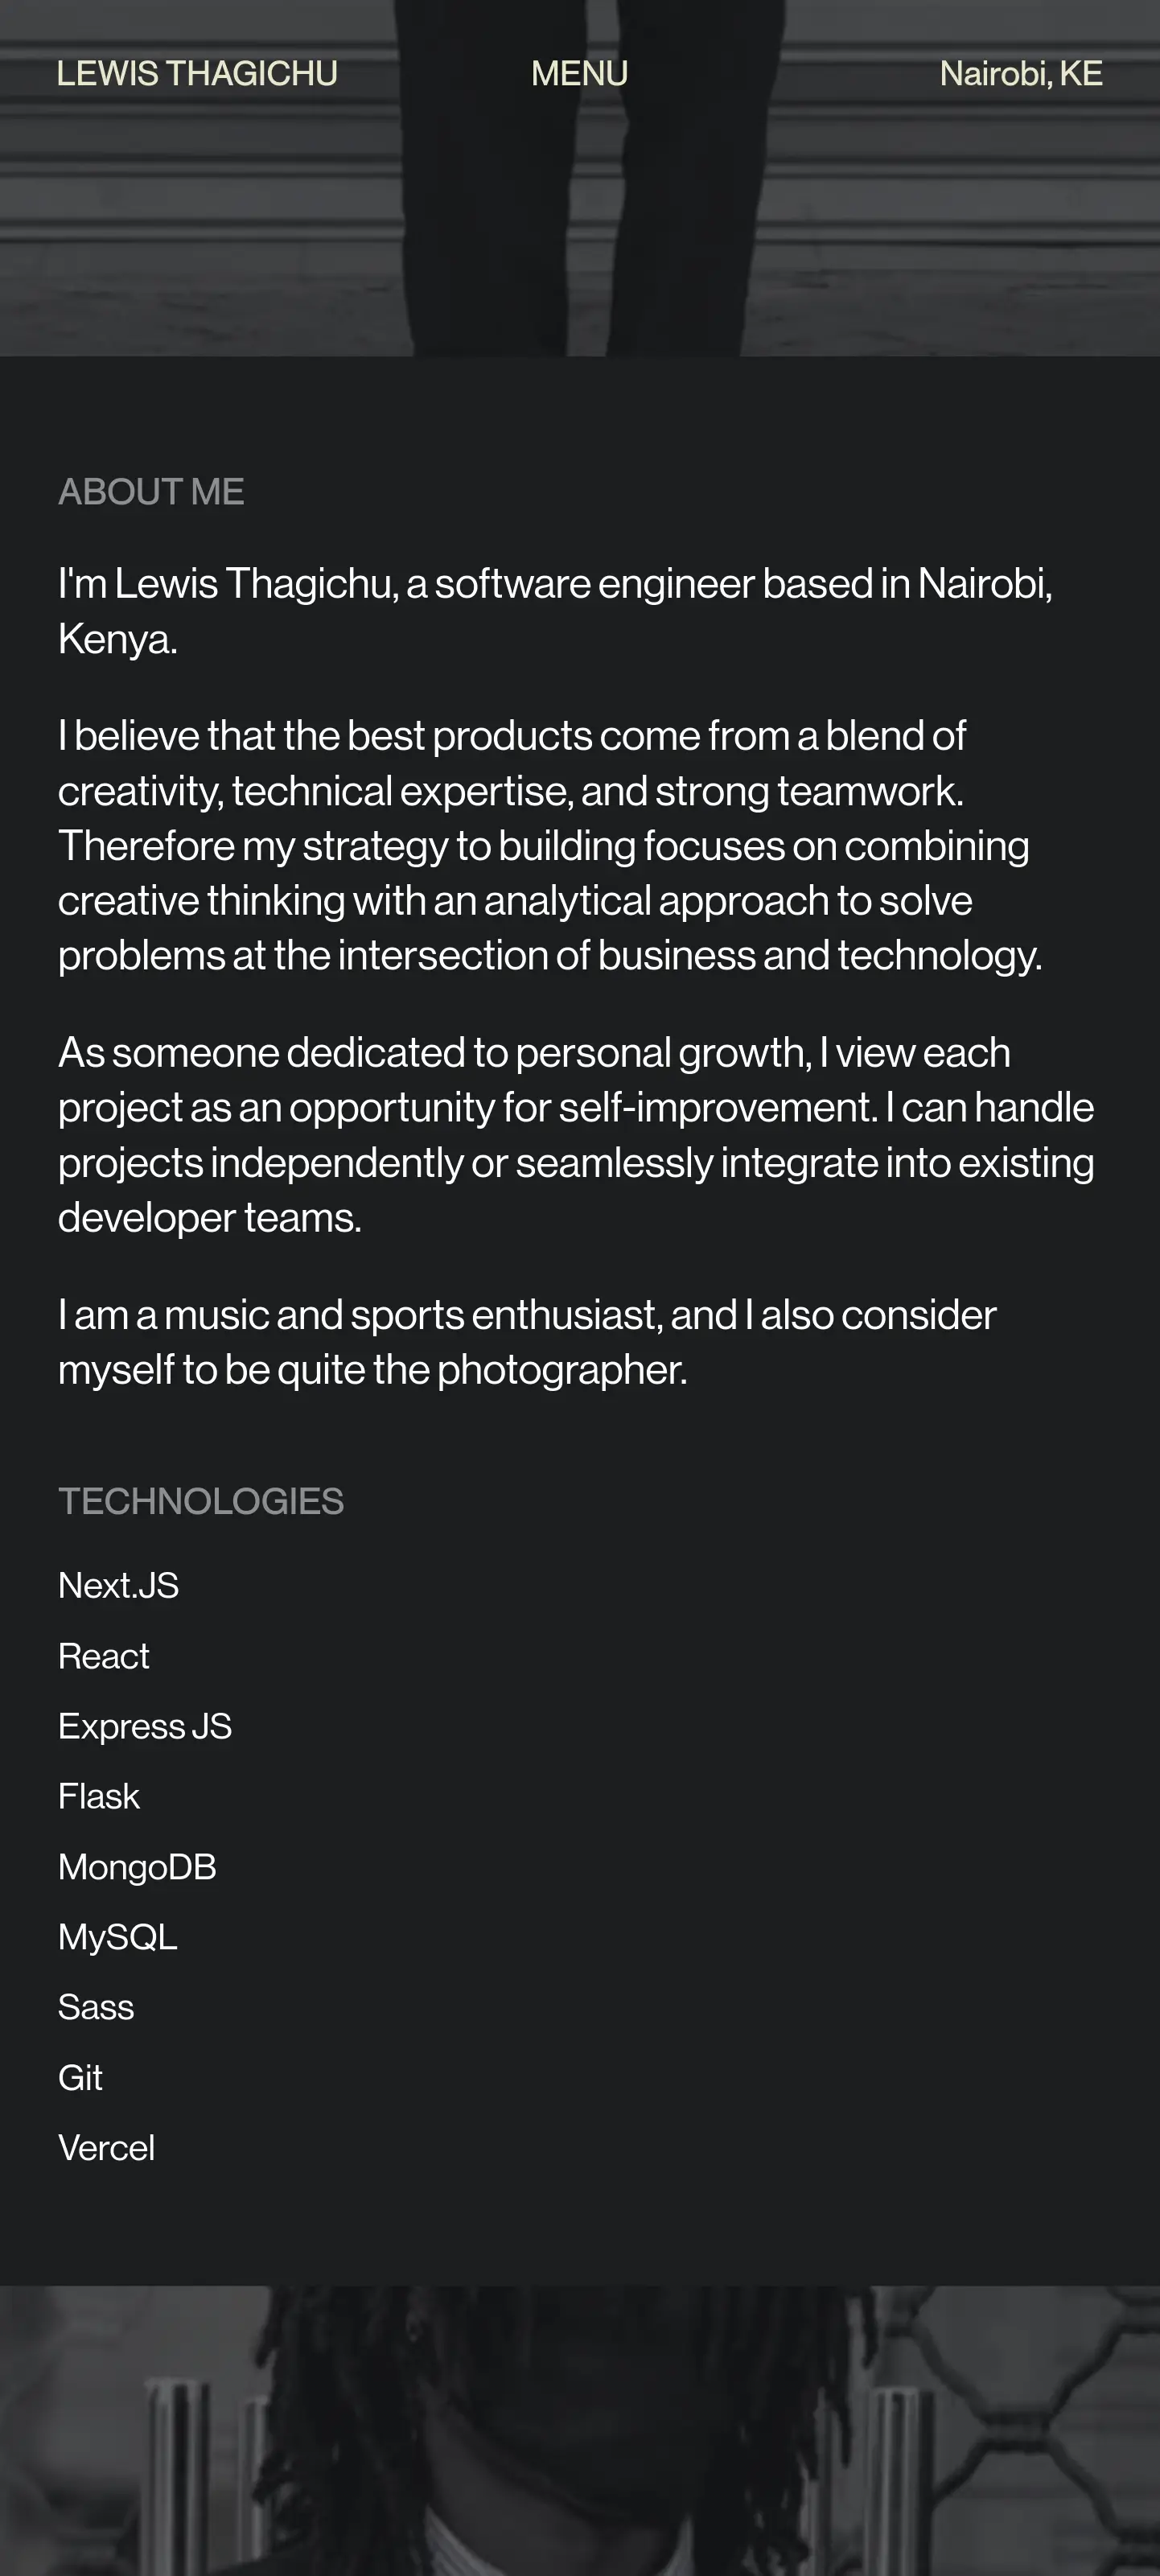 LEWIS THAGICHU MENU Nairobi, KE
ABOUT ME
I'm Lewis Thagichu, a software engineer based in Nairobi,
Kenya.
I believe that the best products come from a blend of
creativity, technical expertise, and strong teamwork.
Therefore my strategy to building focuses on combining
creative thinking with an analytical approach to solve
problems at the intersection of business and technology.
As someone dedicated to personal growth, I view each
project as an opportunity for self-improvement. I can handle
projects independently or seamlessly integrate into existing
developer teams.
I am a music and sports enthusiast, and I also consider
myself to be quite the photographer.
TECHNOLOGIES
Next.JS
React
Express JS
Flask
MongoDB
MySQL
Sass
Git
Vercel